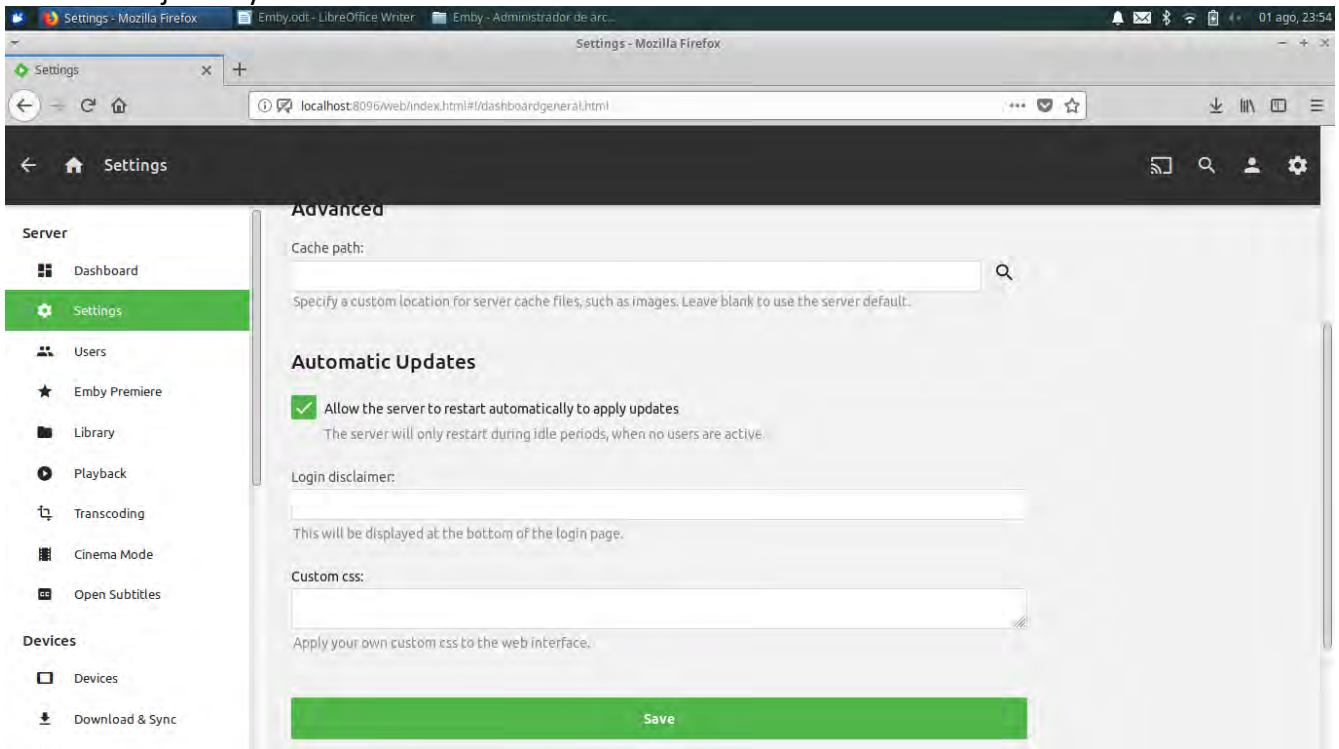 Settings - Mozilla Firefox
Emby.odt - LibreOffice Writer
Emby - Administrador de arc...
01 ago, 23:54
Settings - Mozilla Firefox
Settings
localhost:8096/web/index.html#!/dashboardgeneral.html
Settings
Server
Dashboard
Settings
Users
Emby Premiere
Library
Playback
Transcoding
Cinema Mode
Open Subtitles
Devices
Devices
Download & Sync
Advanced
Cache path:
Specify a custom location for server cache files, such as images. Leave blank to use the server default.
Automatic Updates
Allow the server to restart automatically to apply updates
The server will only restart during idle periods, when no users are active.
Login disclaimer:
This will be displayed at the bottom of the login page.
Custom css:
Apply your own custom css to the web interface.
Save